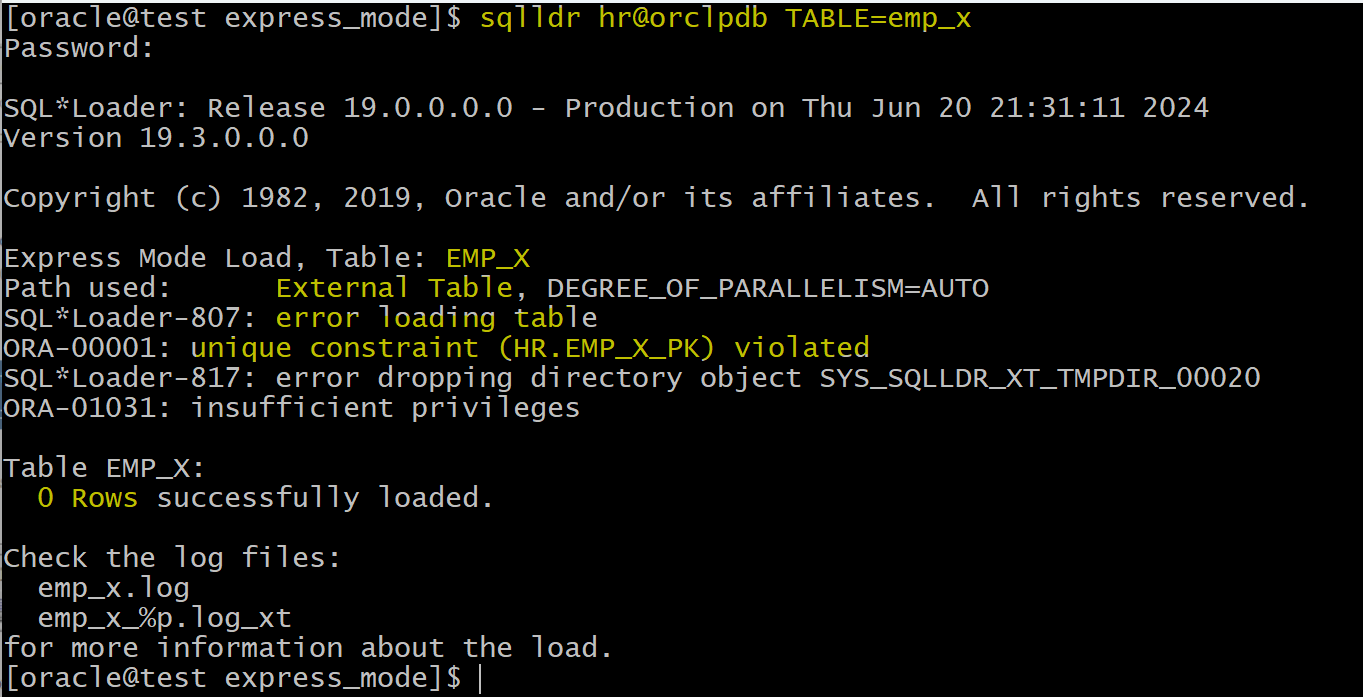 [oracle@test express_mode]$ sqlldr hr@orclpdb TABLE=emp_x
Password:
SQL*Loader: Release 19.0.0.0.0 - Production on Thu Jun 20 21:31:11 2024
Version 19.3.0.0.0
Copyright (c) 1982, 2019, Oracle and/or its affiliates.  All rights reserved.
Express Mode Load, Table: EMP_X
Path used:      External Table, DEGREE_OF_PARALLELISM=AUTO
SQL*Loader-807: error loading table
ORA-00001: unique constraint (HR.EMP_X_PK) violated
SQL*Loader-817: error dropping directory object SYS_SQLLDR_XT_TMPDIR_00020
ORA-01031: insufficient privileges
Table EMP_X:
  0 Rows successfully loaded.
Check the log files:
  emp_x.log
  emp_x_%p.log_xt
for more information about the load.
[oracle@test express_mode]$